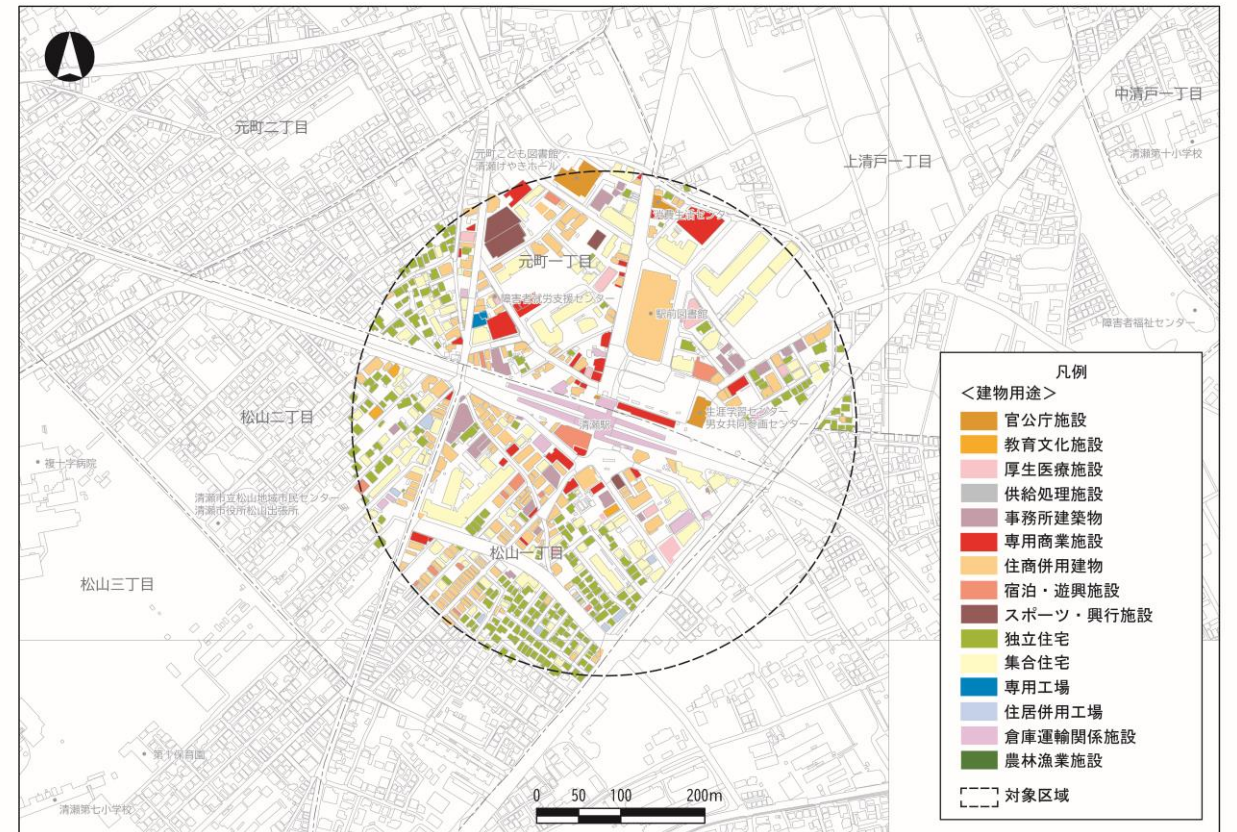 中清戸一丁目
元町二丁目
元町こども図書館
清瀬けやきホール
上清戸一丁目
清瀬第十小学校
消費生活センター
元町一丁目
障害者就労支援センター
駅前図書館
障害者福祉センター
松山二丁目
生涯学習センター
男女共同参画センター
清瀬駅
複十字病院
清瀬市立松山地域市民センター
清瀬市役所松山出張所
松山一丁目
松山三丁目
第十保育園
清瀬第七小学校
0 50 100 200m
凡例
<建物用途>
官公庁施設
教育文化施設
厚生医療施設
供給処理施設
事務所建築物
専用商業施設
住商併用建物
宿泊・遊興施設
スポーツ・興行施設
独立住宅
集合住宅
専用工場
住居併用工場
倉庫運輸関係施設
農林漁業施設
対象区域